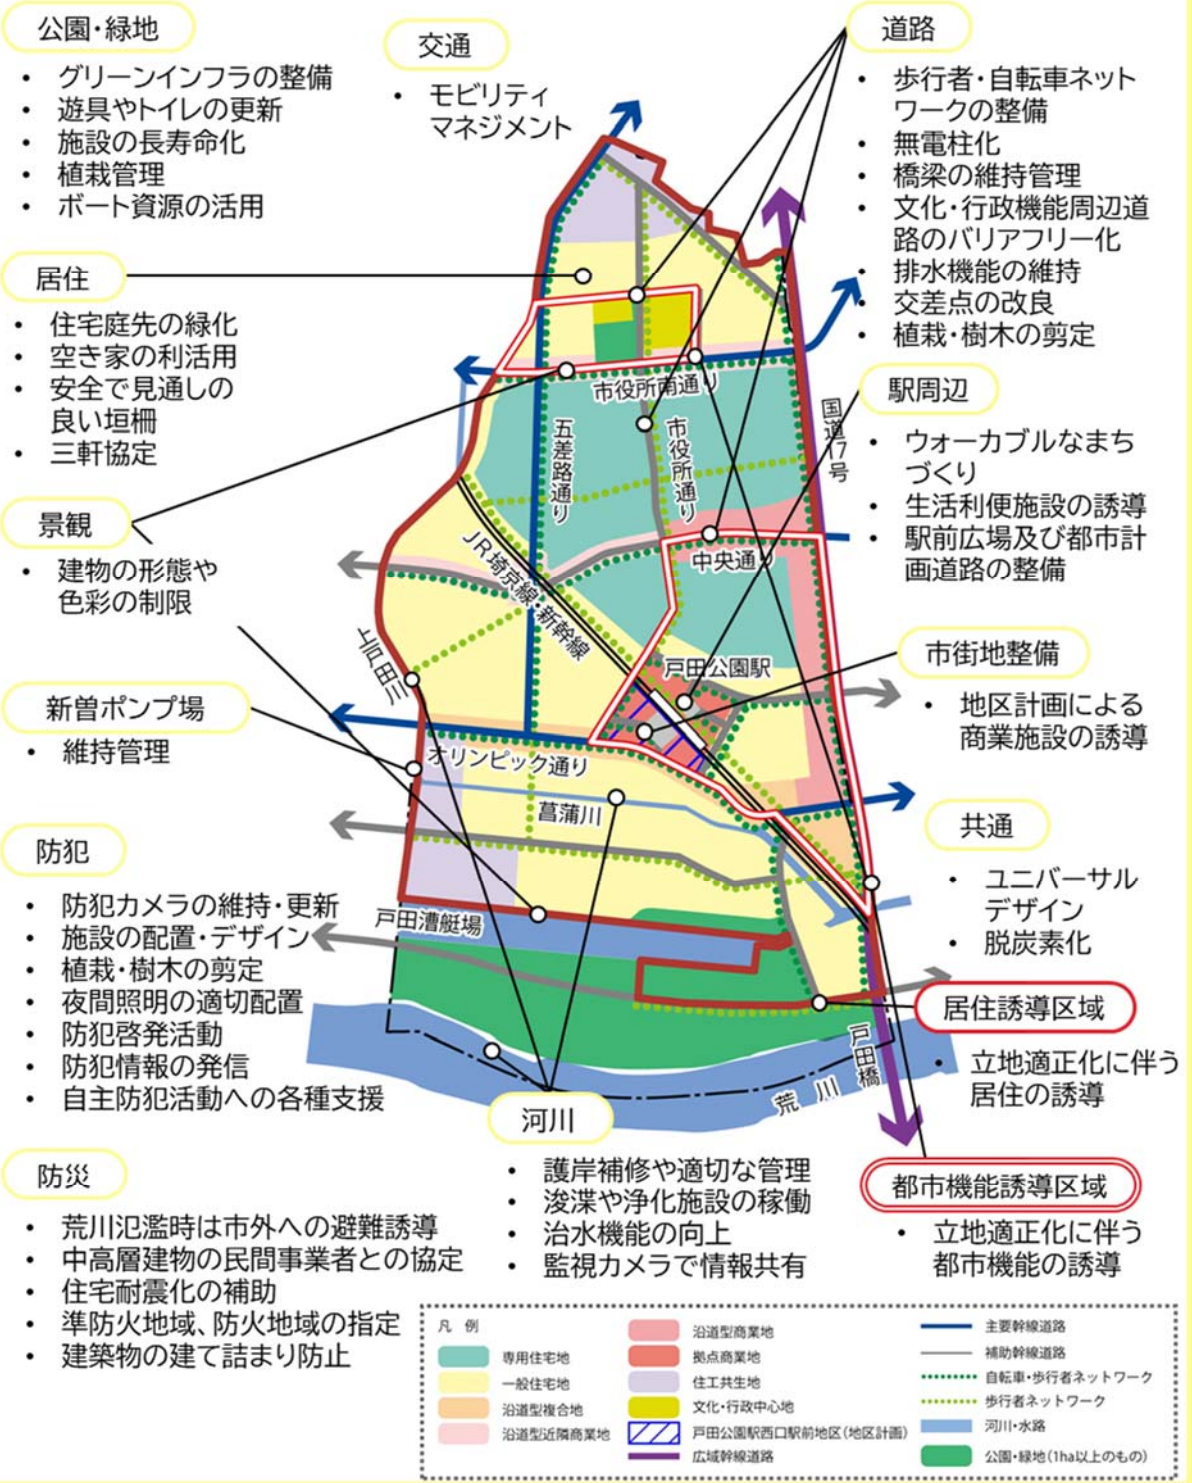 公園・緑地
• グリーンインフラの整備
• 遊具やトイレの更新
• 施設の長寿命化
• 植栽管理
• ボート資源の活用
交通
• モビリティ
マネジメント
道路
• 歩行者・自転車ネット
ワークの整備
• 無電柱化
• 橋梁の維持管理
• 文化・行政機能周辺道
路のバリアフリー化
• 排水機能の維持
• 交差点の改良
• 植栽・樹木の剪定
居住
• 住宅庭先の緑化
• 空き家の利活用
• 安全で見通しの
良い垣柵
• 三軒協定
駅周辺
• ウォーカブルなまち
づくり
• 生活利便施設の誘導
• 駅前広場及び都市計
画道路の整備
景観
• 建物の形態や
色彩の制限
市街地整備
• 地区計画による
商業施設の誘導
新曽ポンプ場
• 維持管理
共通
• ユニバーサル
デザイン
• 脱炭素化
防犯
• 防犯カメラの維持・更新
• 施設の配置・デザイン
• 植栽・樹木の剪定
• 夜間照明の適切配置
• 防犯啓発活動
• 防犯情報の発信
• 自主防犯活動への各種支援
居住誘導区域
• 立地適正化に伴う
居住の誘導
河川
• 護岸補修や適切な管理
• 浚渫や浄化施設の稼働
• 治水機能の向上
• 監視カメラで情報共有
都市機能誘導区域
• 立地適正化に伴う
都市機能の誘導
防災
• 荒川氾濫時は市外への避難誘導
• 中高層建物の民間事業者との協定
• 住宅耐震化の補助
• 準防火地域、防火地域の指定
• 建築物の建て詰まり防止
市役所南通り
五差路通り
市役所通り
国道17号
中央通り
JR埼京線・新幹線
上戸田川
戸田公園駅
オリンピック通り
菖蒲川
戸田漕艇場
戸田橋
荒川
凡 例
専用住宅地
一般住宅地
沿道型複合地
沿道型近隣商業地
沿道型商業地
拠点商業地
住工共生地
文化・行政中心地
戸田公園駅西口駅前地区(地区計画)
広域幹線道路
主要幹線道路
補助幹線道路
自転車・歩行者ネットワーク
歩行者ネットワーク
河川・水路
公園・緑地(1ha以上のもの)